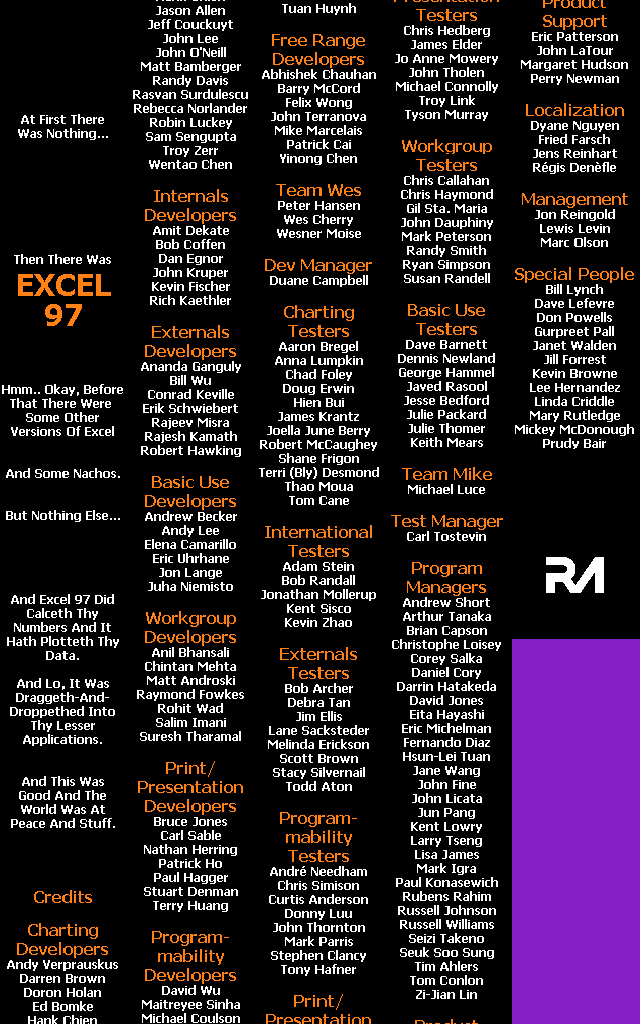 At First There
Was Nothing...
Then There Was
EXCEL
97
Hmm.. Okay, Before
That There Were
Some Other
Versions Of Excel
And Some Nachos.
But Nothing Else...
And Excel 97 Did
Calceth Thy
Numbers And It
Hath Plotteth Thy
Data.
And Lo, It Was
Draggeth-And-
Droppethed Into
Thy Lesser
Applications.
And This Was
Good And The
World Was At
Peace And Stuff.
Credits
Charting
Developers
Andy Verprauskus
Darren Brown
Doron Holan
Ed Bomke
Hank Chien
Jason Allen
Jeff Couckuyt
John Lee
John O'Neill
Matt Bamberger
Randy Davis
Rasvan Surdulescu
Rebecca Norlander
Robin Luckey
Sam Sengupta
Troy Zerr
Wentao Chen
Internals
Developers
Amit Dekate
Bob Coffen
Dan Egnor
John Kruper
Kevin Fischer
Rich Kaethler
Externals
Developers
Ananda Ganguly
Bill Wu
Conrad Keville
Erik Schwiebert
Rajeev Misra
Rajesh Kamath
Robert Hawking
Basic Use
Developers
Andrew Becker
Andy Lee
Elena Camarillo
Eric Uhrhane
Jon Lange
Juha Niemisto
Workgroup
Developers
Anil Bhansali
Chintan Mehta
Matt Androski
Raymond Fowkes
Rohit Wad
Salim Imani
Suresh Tharamal
Print/
Presentation
Developers
Bruce Jones
Carl Sable
Nathan Herring
Patrick Ho
Paul Hagger
Stuart Denman
Terry Huang
Program-
mability
Developers
David Wu
Maitreyee Sinha
Michael Coulson
Tuan Huynh
Free Range
Developers
Abhishek Chauhan
Barry McCord
Felix Wong
John Terranova
Mike Marcelais
Patrick Cai
Yinong Chen
Team Wes
Peter Hansen
Wes Cherry
Wesner Moise
Dev Manager
Duane Campbell
Charting
Testers
Aaron Bregel
Anna Lumpkin
Chad Foley
Doug Erwin
Hien Bui
James Krantz
Joella June Berry
Robert McCaughey
Shane Frigon
Terri (Bly) Desmond
Thao Moua
Tom Cane
International
Testers
Adam Stein
Bob Randall
Jonathan Mollerup
Kent Sisco
Kevin Zhao
Externals
Testers
Bob Archer
Debra Tan
Jim Ellis
Lane Sacksteder
Melinda Erickson
Scott Brown
Stacy Silvernail
Todd Aton
Program-
mability
Testers
André Needham
Chris Simison
Curtis Anderson
Donny Luu
John Thornton
Mark Parris
Stephen Clancy
Tony Hafner
Print/
Presentation
Testers
Chris Hedberg
James Elder
Jo Anne Mowery
John Tholen
Michael Connolly
Troy Link
Tyson Murray
Workgroup
Testers
Chris Callahan
Chris Haymond
Gil Sta. Maria
John Dauphiny
Mark Peterson
Randy Smith
Ryan Simpson
Susan Randell
Basic Use
Testers
Dave Barnett
Dennis Newland
George Hammel
Javed Rasool
Jesse Bedford
Julie Packard
Julie Thomer
Keith Mears
Team Mike
Michael Luce
Test Manager
Carl Tostevin
Program
Managers
Andrew Short
Arthur Tanaka
Brian Capson
Christophe Loisey
Corey Salka
Daniel Cory
Darrin Hatakeda
David Jones
Eita Hayashi
Eric Michelman
Fernando Diaz
Hsun-Lei Tuan
Jane Wang
John Fine
John Licata
Jun Pang
Kent Lowry
Larry Tseng
Lisa James
Mark Igra
Paul Konasewich
Rubens Rahim
Russell Johnson
Russell Williams
Seizi Takeno
Seuk Soo Sung
Tim Ahlers
Tom Conlon
Zi-Jian Lin
Product
Support
Eric Patterson
John LaTour
Margaret Hudson
Perry Newman
Localization
Dyane Nguyen
Fried Farsch
Jens Reinhart
Régis Denèfle
Management
Jon Reingold
Lewis Levin
Marc Olson
Special People
Bill Lynch
Dave Lefevre
Don Powells
Gurpreet Pall
Janet Walden
Jill Forrest
Kevin Browne
Lee Hernandez
Linda Criddle
Mary Rutledge
Mickey McDonough
Prudy Bair